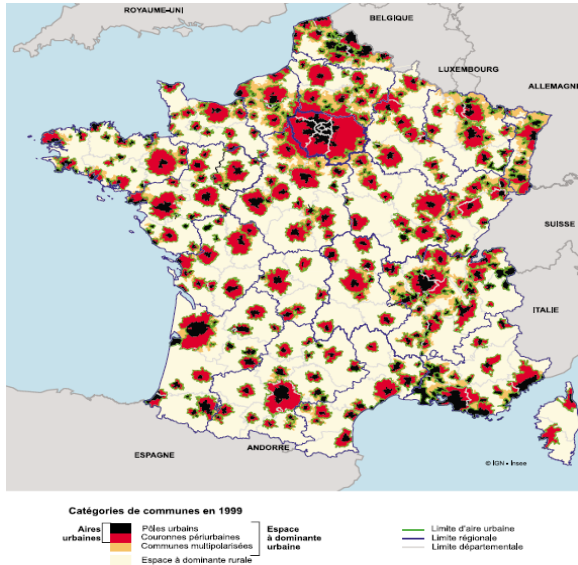 ROYAUME-UNI
BELGIQUE
LUXEMBOURG
ALLEMAGNE
SUISSE
ITALIE
ESPAGNE
ANDORRE
© IGN • Insee
Catégories de communes en 1999
Aires urbaines
Pôles urbains
Couronnes périurbaines
Communes multipolarisées
Espace à dominante urbaine
Espace à dominante rurale
Limite d'aire urbaine
Limite régionale
Limite départementale